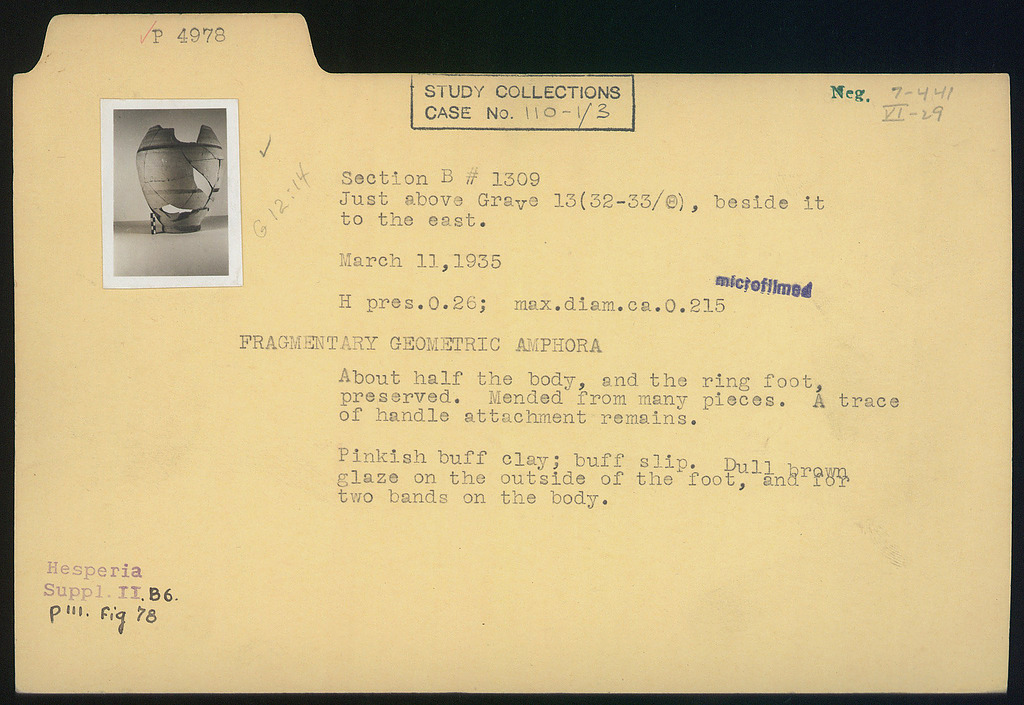 P 4978
STUDY COLLECTIONS
CASE No. 110-1/3
Neg. 7-441
VI-29
G 12:14
Section B # 1309
Just above Grave 13(32-33/Θ), beside it
to the east.
March 11,1935
microfilmed
H pres.0.26; max.diam.ca.0.215
FRAGMENTARY GEOMETRIC AMPHORA
About half the body, and the ring foot,
preserved. Mended from many pieces. A trace
of handle attachment remains.
Pinkish buff clay; buff slip. Dull brown
glaze on the outside of the foot, and for
two bands on the body.
Hesperia
Suppl. II. B6.
p 111. Fig 78